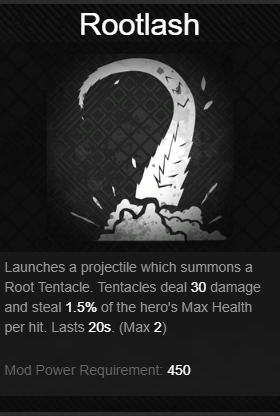 Rootlash
Launches a projectile which summons a
Root Tentacle. Tentacles deal 30 damage
and steal 1.5% of the hero's Max Health
per hit. Lasts 20s. (Max 2)
Mod Power Requirement: 450